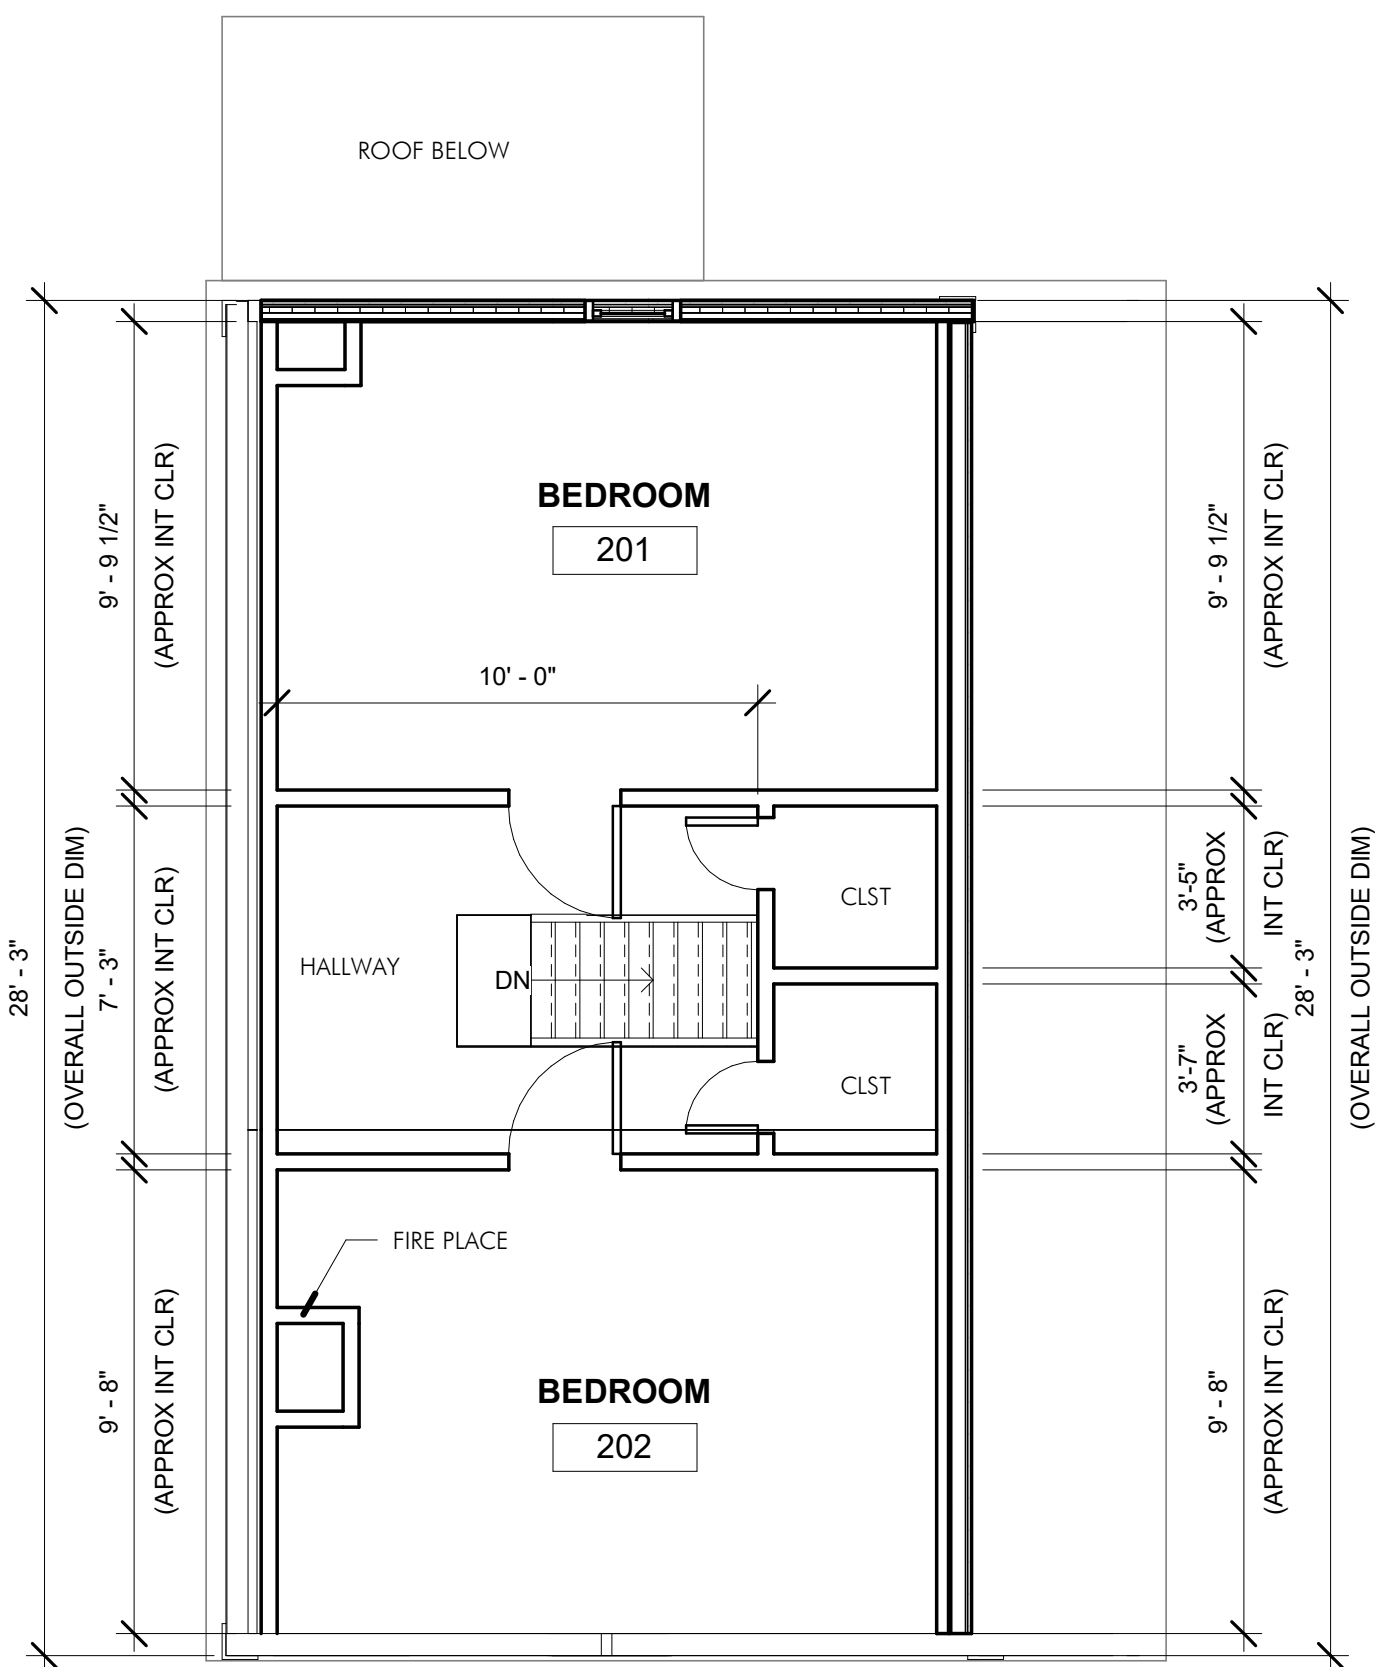 ROOF BELOW
9' - 9 1/2"
(APPROX INT CLR)
BEDROOM
201
9' - 9 1/2"
(APPROX INT CLR)
10' - 0"
28' - 3"
(OVERALL OUTSIDE DIM)
7' - 3"
(APPROX INT CLR)
HALLWAY
DN
CLST
CLST
3'-5"
(APPROX
INT CLR)
3'-7"
(APPROX
INT CLR)
28' - 3"
(OVERALL OUTSIDE DIM)
FIRE PLACE
9' - 8"
(APPROX INT CLR)
BEDROOM
202
9' - 8"
(APPROX INT CLR)